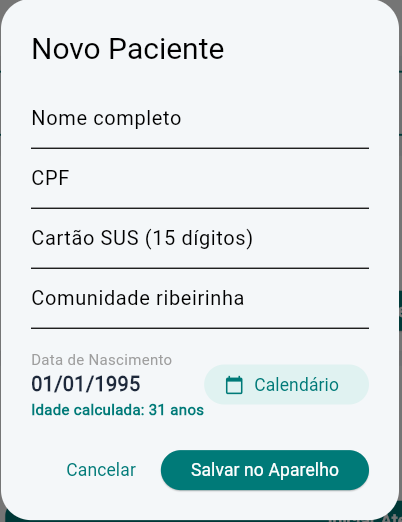 Novo Paciente
Nome completo
CPF
Cartão SUS (15 dígitos)
Comunidade ribeirinha
Data de Nascimento
01/01/1995
Calendário
Idade calculada: 31 anos
Cancelar
Salvar no Aparelho